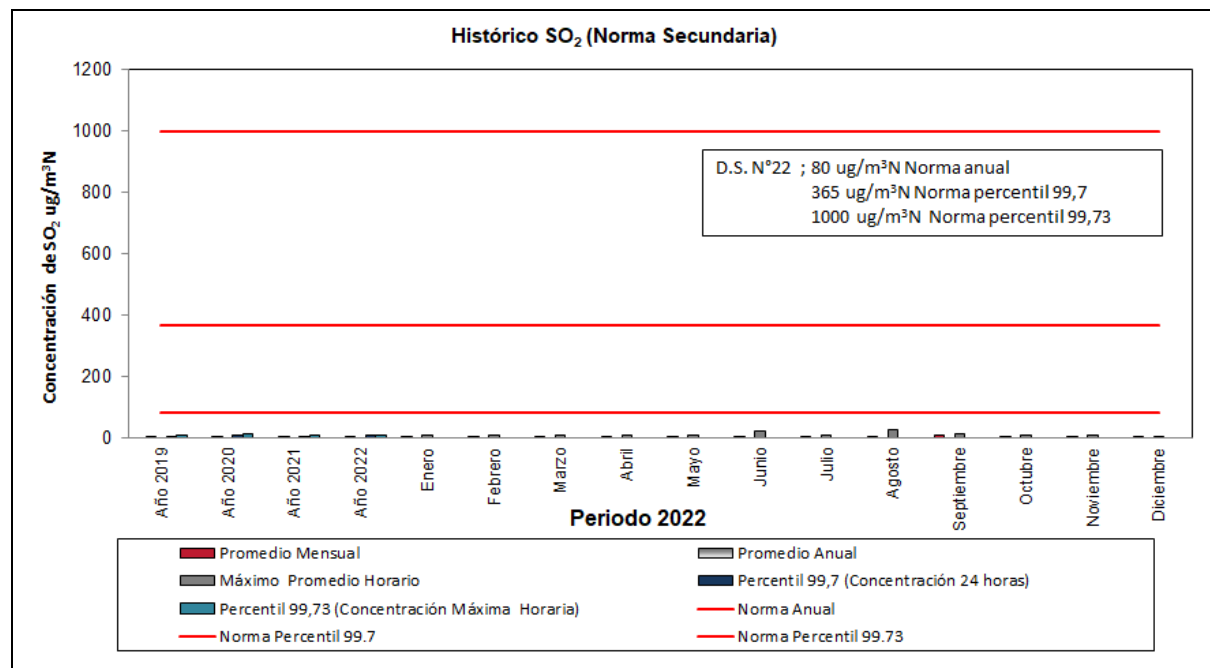 Histórico SO₂ (Norma Secundaria)
1200
1000
800
600
400
200
0
Concentración de SO₂ ug/m³N
D.S. N°22 ; 80 ug/m³N Norma anual
365 ug/m³N Norma percentil 99,7
1000 ug/m³N Norma percentil 99,73
Año 2019
Año 2020
Año 2021
Año 2022
Enero
Febrero
Marzo
Abril
Mayo
Junio
Julio
Agosto
Septiembre
Octubre
Noviembre
Diciembre
Periodo 2022
Promedio Mensual
Promedio Anual
Máximo Promedio Horario
Percentil 99,7 (Concentración 24 horas)
Percentil 99,73 (Concentración Máxima Horaria)
Norma Anual
Norma Percentil 99.7
Norma Percentil 99.73